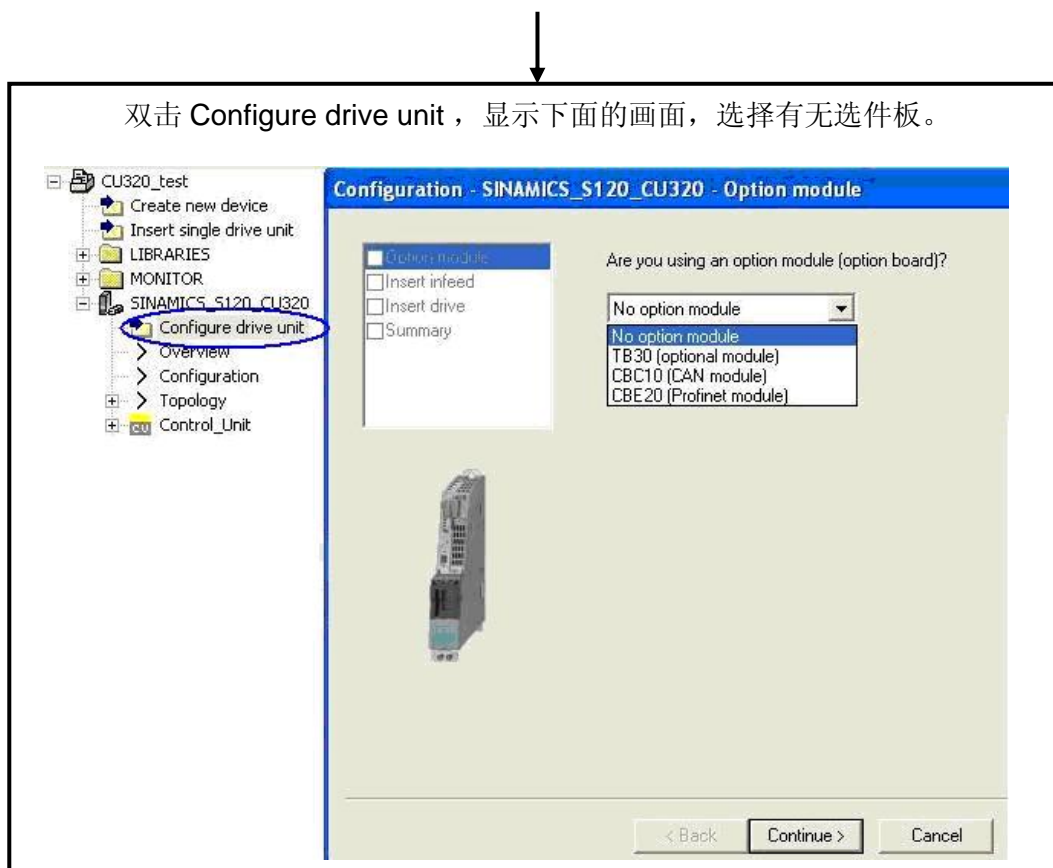 双击 Configure drive unit ，显示下面的画面，选择有无选件板。
CU320_test
Create new device
Insert single drive unit
LIBRARIES
MONITOR
SINAMICS_S120_CU320
Configure drive unit
Overview
Configuration
Topology
Control_Unit
Configuration - SINAMICS_S120_CU320 - Option module
Option module
Insert infeed
Insert drive
Summary
Are you using an option module (option board)?
No option module
No option module
TB30 (optional module)
CBC10 (CAN module)
CBE20 (Profinet module)
< Back
Continue >
Cancel